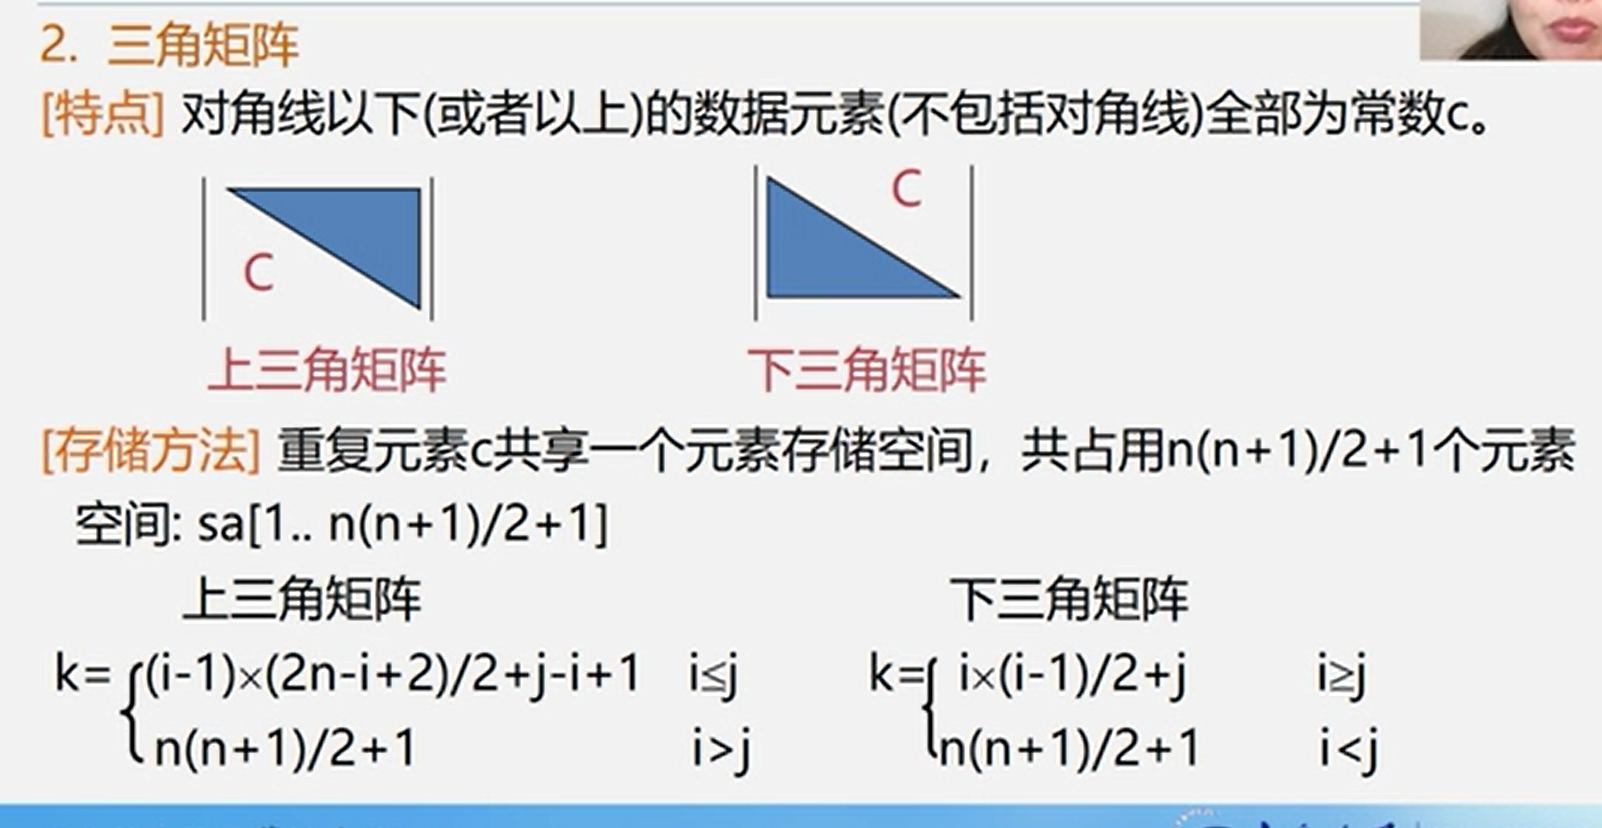 2. 三角矩阵
[特点] 对角线以下(或者以上)的数据元素(不包括对角线)全部为常数c。
C
C
上三角矩阵 下三角矩阵
[存储方法] 重复元素c共享一个元素存储空间，共占用n(n+1)/2+1个元素
空间: sa[1.. n(n+1)/2+1]
上三角矩阵 下三角矩阵
k= { (i-1)×(2n-i+2)/2+j-i+1 i≤j k= { i×(i-1)/2+j i≥j
n(n+1)/2+1 i>j n(n+1)/2+1 i<j